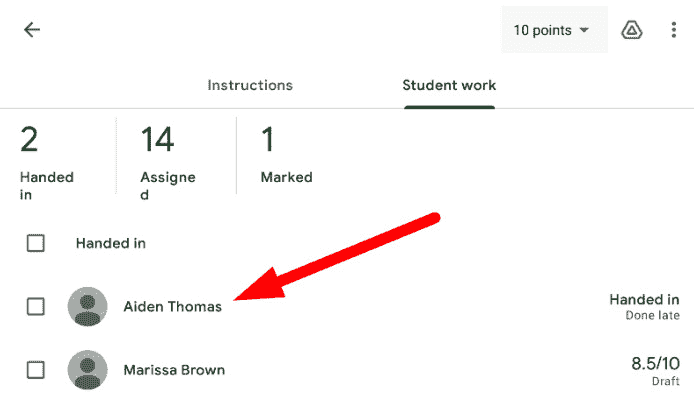 10 points
Instructions
Student work
2
14
1
Handed
in
Assigne
d
Marked
Handed in
Aiden Thomas
Handed in
Done late
Marissa Brown
8.5/10
Draft